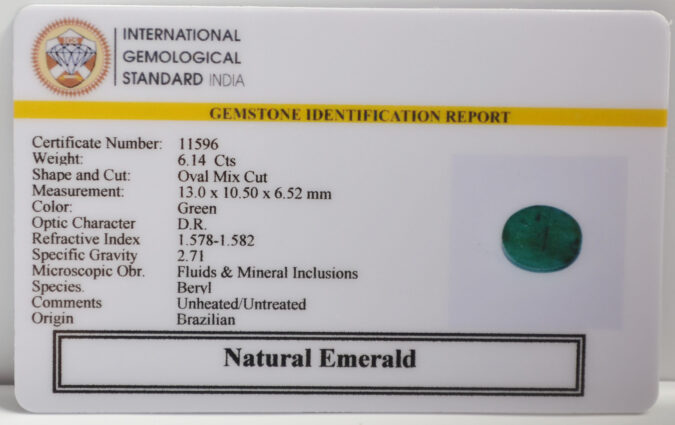 IGS
INTERNATIONAL
GEMOLOGICAL
STANDARD INDIA
GEMSTONE IDENTIFICATION REPORT
Certificate Number: 11596
Weight: 6.14 Cts
Shape and Cut: Oval Mix Cut
Measurement: 13.0 x 10.50 x 6.52 mm
Color: Green
Optic Character D.R.
Refractive Index 1.578-1.582
Specific Gravity 2.71
Microscopic Obr. Fluids & Mineral Inclusions
Species. Beryl
Comments Unheated/Untreated
Origin Brazilian
Natural Emerald